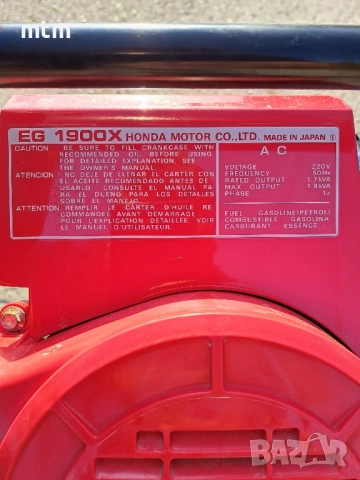 mtm
EG 1900X HONDA MOTOR CO.,LTD. MADE IN JAPAN E
CAUTION BE SURE TO FILL CRANKCASE WITH
RECOMMENDED OIL BEFORE USING.
FOR DETAILED EXPLANATION, SEE
THE OWNER'S MANUAL.
ATENCION NO DEJE DE LLENAR EL CARTER CON
EL ACEITE RECOMENDADO ANTES DE
USARLO, CONSULTE EL MANUAL PA-
RA EL DUEÑO PARA LOS DETALLES
SOBRE EL MANEJO.
ATTENTION REMPLIR LE CARTER D'HUILE RE-
COMMANDEE AVANT DEMARRAGE
POUR L'EXPLICATION DETAILLEE, VOIR
LE MANUEL D'UTILISATEUR.
AC
VOLTAGE 220V
FREQUENCY 50Hz
RATED OUTPUT 1.7kVA
MAX OUTPUT 1.9kVA
PHASE 1
FUEL GASOLINE (PETROL)
COMBUSTIBLE GASOLINA
CARBURANT ESSENCE
BAZAR